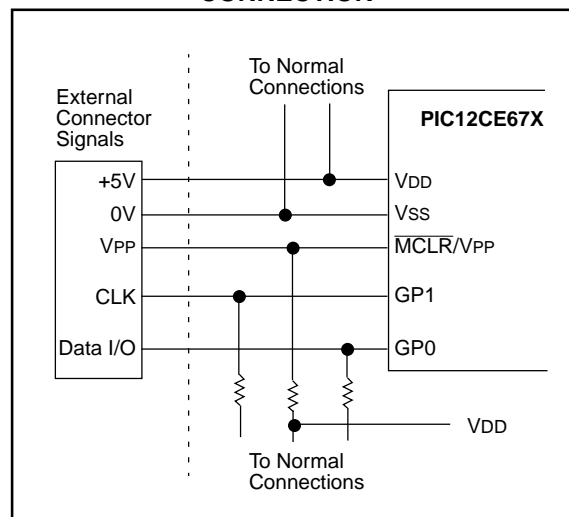 CONNECTION
To Normal
Connections
External
Connector
Signals
PIC12CE67X
+5V
VDD
0V
VSS
VPP
MCLR/VPP
CLK
GP1
Data I/O
GP0
VDD
To Normal
Connections